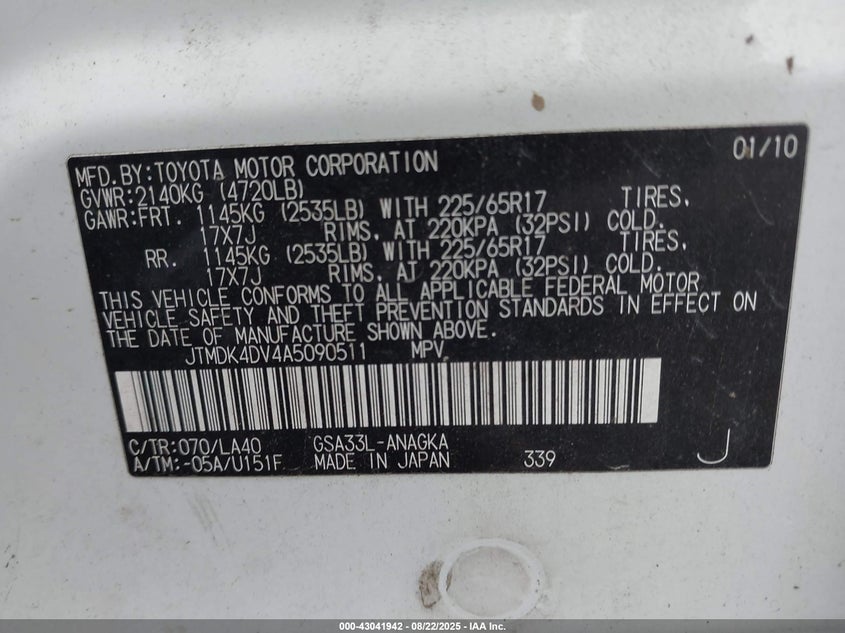 MFD.BY:TOYOTA MOTOR CORPORATION 01/10
GVWR:2140KG (4720LB)
GAWR:FRT. 1145KG (2535LB) WITH 225/65R17 TIRES,
17X7J RIMS, AT 220KPA (32PSI) COLD.
RR. 1145KG (2535LB) WITH 225/65R17 TIRES,
17X7J RIMS, AT 220KPA (32PSI) COLD.
THIS VEHICLE CONFORMS TO ALL APPLICABLE FEDERAL MOTOR
VEHICLE SAFETY AND THEFT PREVENTION STANDARDS IN EFFECT ON
THE DATE OF MANUFACTURE SHOWN ABOVE.
JTMDK4DV4A5090511 MPV
C/TR:070/LA40 GSA33L-ANAGKA
A/TM:-05A/U151F MADE IN JAPAN 339 J
000-43041942 - 08/22/2025 - IAA Inc.